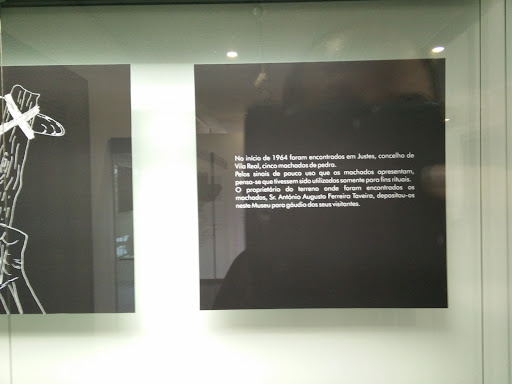 No início de 1964 foram encontrados em Justes, concelho de
Vila Real, cinco machados de pedra.
Pelos sinais de pouco uso que os machados apresentam,
pensa-se que tivessem sido utilizados somente para fins rituais.
O proprietário do terreno onde foram encontrados os
machados, Sr. António Augusto Ferreira Taveira, depositou-os
neste Museu para gáudio dos seus visitantes.